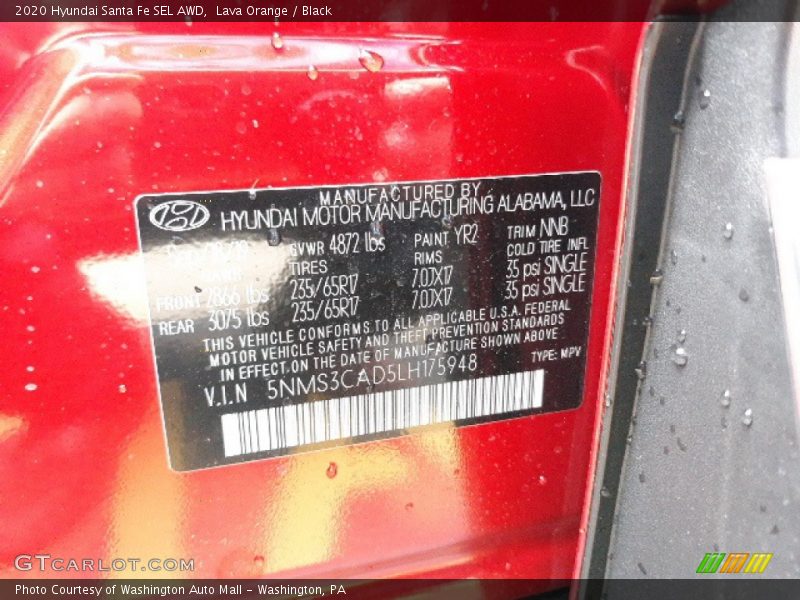 2020 Hyundai Santa Fe SEL AWD, Lava Orange / Black
MANUFACTURED BY
HYUNDAI MOTOR MANUFACTURING ALABAMA, LLC
GVWR 4872 lbs PAINT YR2 TRIM NNB
TIRES RIMS COLD TIRE INFL
FRONT 2866 lbs 235/65R17 7.0JX17 35 psi SINGLE
REAR 3075 lbs 235/65R17 7.0JX17 35 psi SINGLE
THIS VEHICLE CONFORMS TO ALL APPLICABLE U.S.A. FEDERAL
MOTOR VEHICLE SAFETY AND THEFT PREVENTION STANDARDS
IN EFFECT ON THE DATE OF MANUFACTURE SHOWN ABOVE
V.I.N 5NMS3CAD5LH175948 TYPE: MPV
GTCARLOT.COM
Photo Courtesy of Washington Auto Mall - Washington, PA